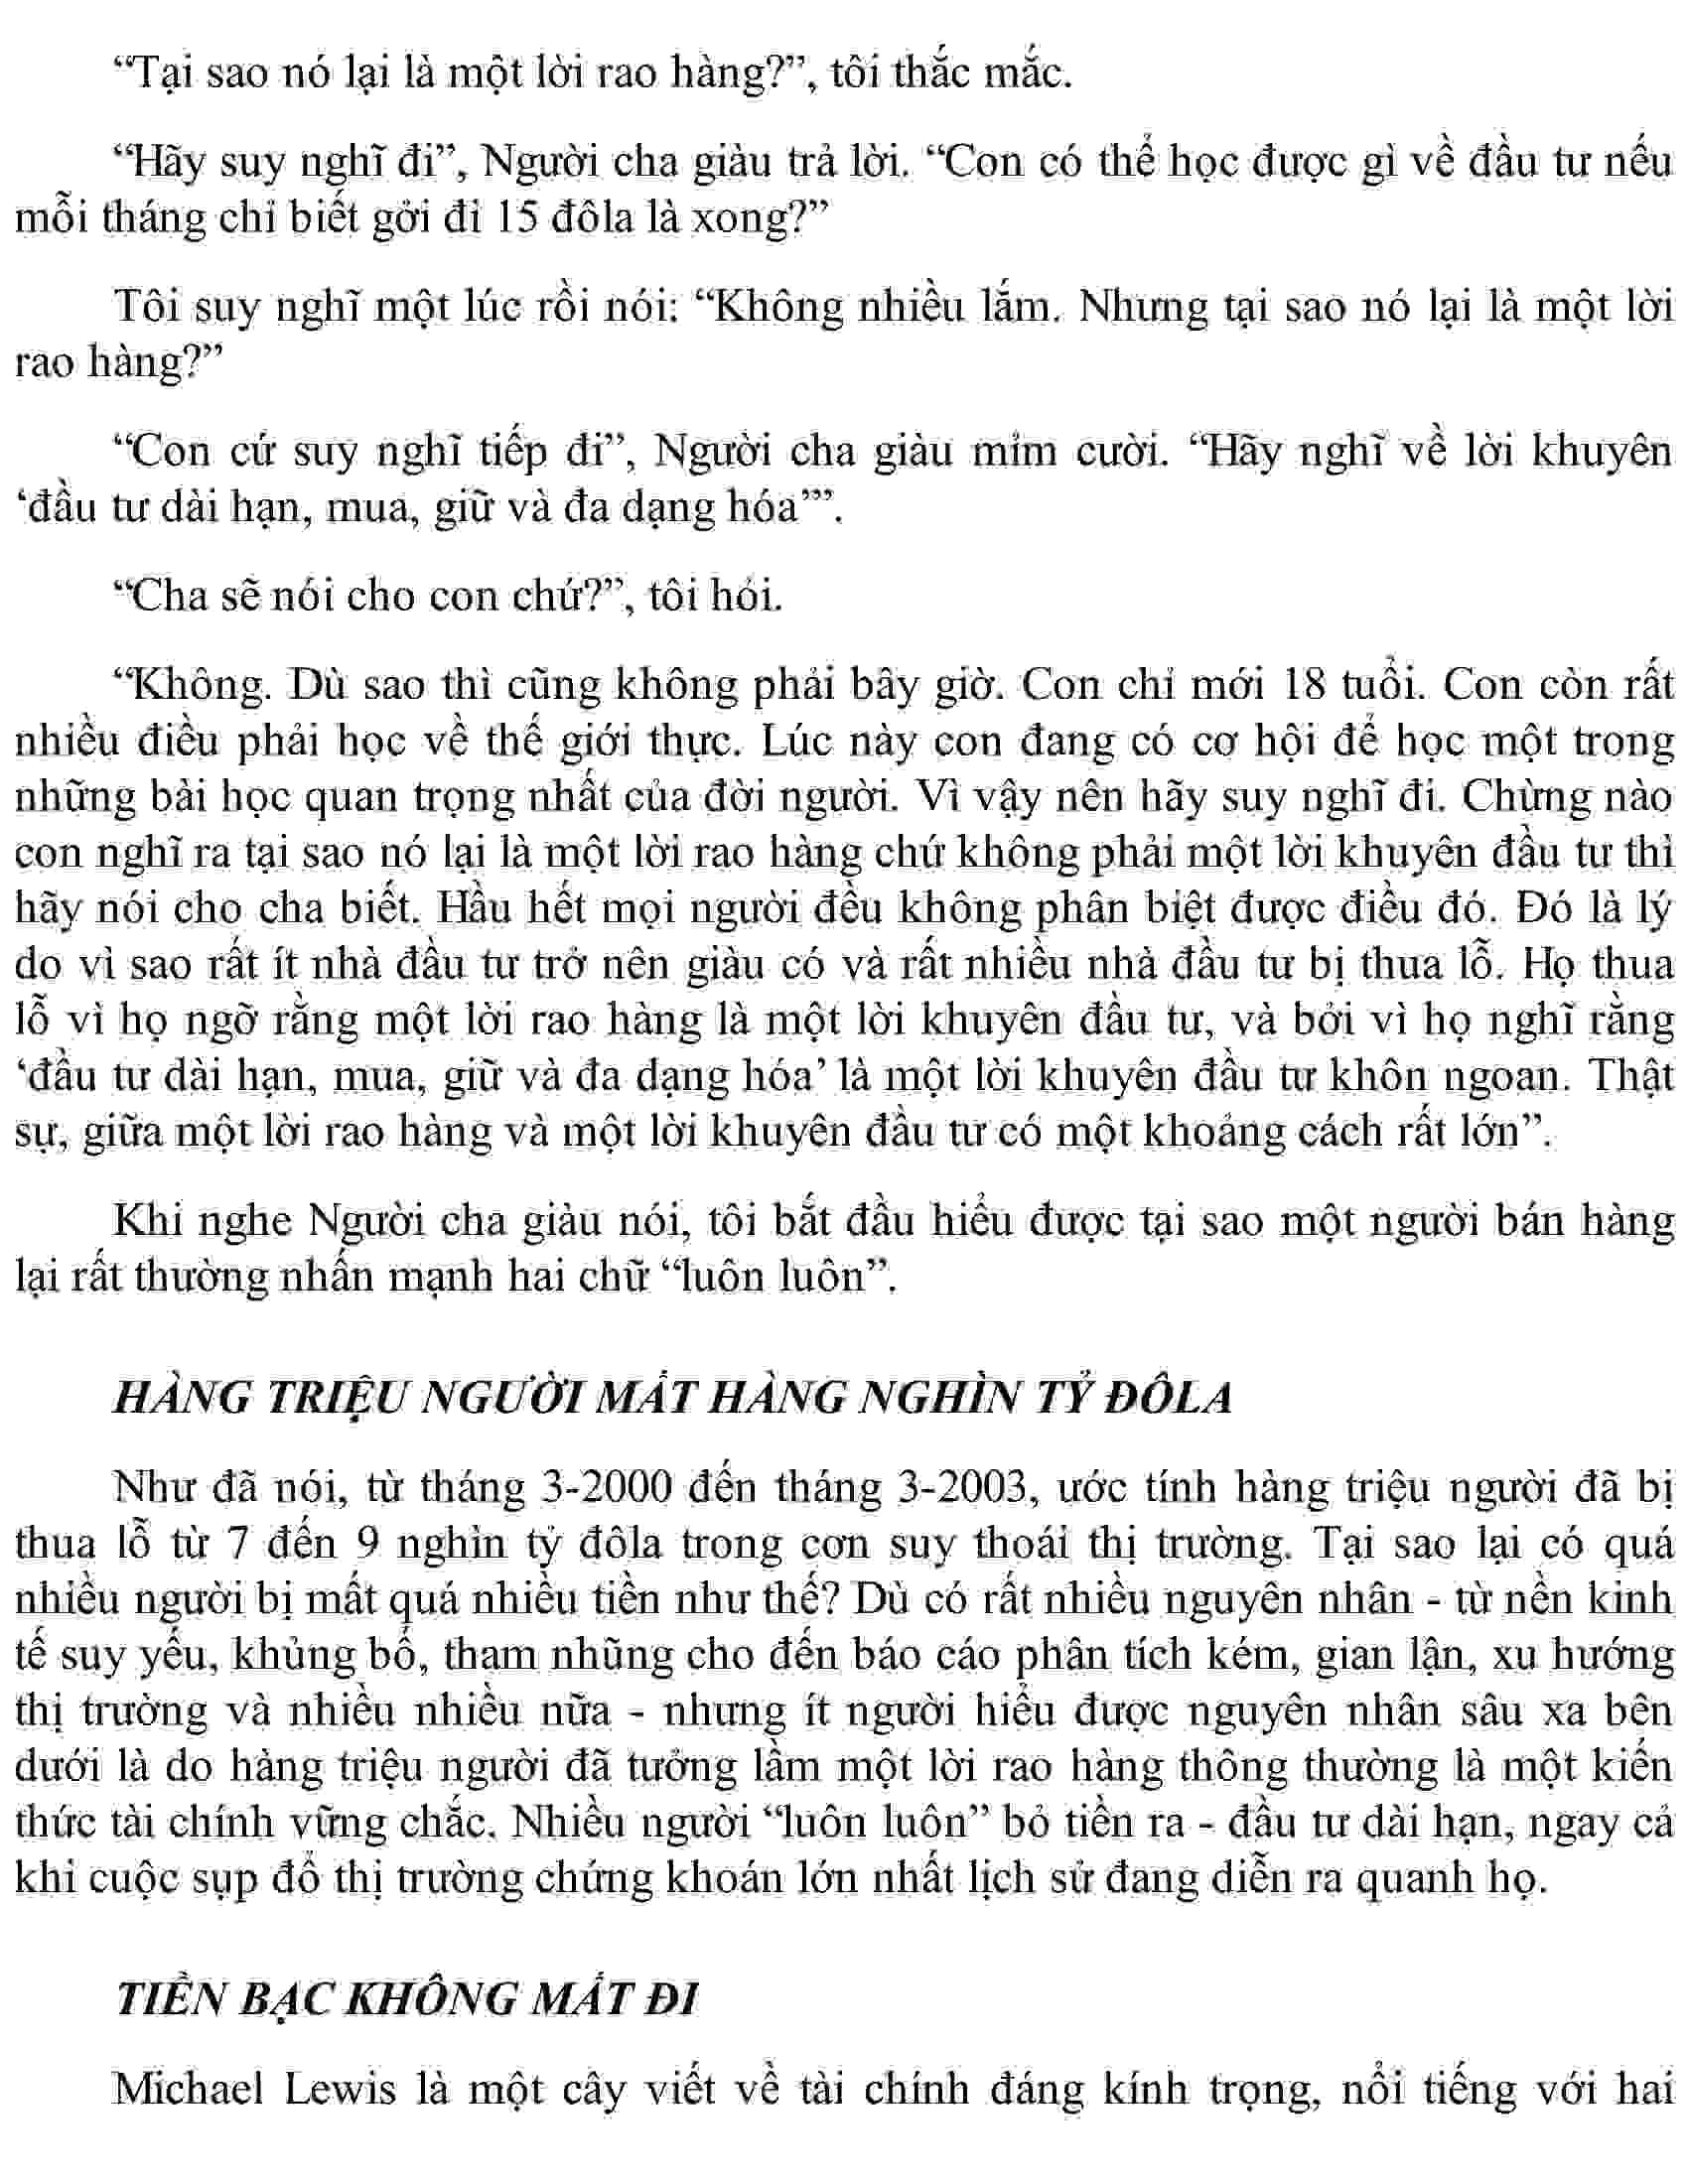 “Tại sao nó lại là một lời rao hàng?”, tôi thắc mắc.
“Hãy suy nghĩ đi”, Người cha giàu trả lời. “Con có thể học được gì về đầu tư nếu
mỗi tháng chỉ biết gởi đi 15 đôla là xong?”
Tôi suy nghĩ một lúc rồi nói: “Không nhiều lắm. Nhưng tại sao nó lại là một lời
rao hàng?”
“Con cứ suy nghĩ tiếp đi”, Người cha giàu mỉm cười. “Hãy nghĩ về lời khuyên
‘đầu tư dài hạn, mua, giữ và đa dạng hóa’”.
“Cha sẽ nói cho con chứ?”, tôi hỏi.
“Không. Dù sao thì cũng không phải bây giờ. Con chỉ mới 18 tuổi. Con còn rất
nhiều điều phải học về thế giới thực. Lúc này con đang có cơ hội để học một trong
những bài học quan trọng nhất của đời người. Vì vậy nên hãy suy nghĩ đi. Chừng nào
con nghĩ ra tại sao nó lại là một lời rao hàng chứ không phải một lời khuyên đầu tư thì
hãy nói cho cha biết. Hầu hết mọi người đều không phân biệt được điều đó. Đó là lý
do vì sao rất ít nhà đầu tư trở nên giàu có và rất nhiều nhà đầu tư bị thua lỗ. Họ thua
lỗ vì họ ngỡ rằng một lời rao hàng là một lời khuyên đầu tư, và bởi vì họ nghĩ rằng
‘đầu tư dài hạn, mua, giữ và đa dạng hóa’ là một lời khuyên đầu tư khôn ngoan. Thật
sự, giữa một lời rao hàng và một lời khuyên đầu tư có một khoảng cách rất lớn”.
Khi nghe Người cha giàu nói, tôi bắt đầu hiểu được tại sao một người bán hàng
lại rất thường nhấn mạnh hai chữ “luôn luôn”.
HÀNG TRIỆU NGƯỜI MẤT HÀNG NGHÌN TỶ ĐÔLA
Như đã nói, từ tháng 3-2000 đến tháng 3-2003, ước tính hàng triệu người đã bị
thua lỗ từ 7 đến 9 nghìn tỷ đôla trong cơn suy thoái thị trường. Tại sao lại có quá
nhiều người bị mất quá nhiều tiền như thế? Dù có rất nhiều nguyên nhân - từ nền kinh
tế suy yếu, khủng bố, tham nhũng cho đến báo cáo phân tích kém, gian lận, xu hướng
thị trường và nhiều nhiều nữa - nhưng ít người hiểu được nguyên nhân sâu xa bên
dưới là do hàng triệu người đã tưởng lầm một lời rao hàng thông thường là một kiến
thức tài chính vững chắc. Nhiều người “luôn luôn” bỏ tiền ra - đầu tư dài hạn, ngay cả
khi cuộc sụp đổ thị trường chứng khoán lớn nhất lịch sử đang diễn ra quanh họ.
TIỀN BẠC KHÔNG MẤT ĐI
Michael Lewis là một cây viết về tài chính đáng kính trọng, nổi tiếng với hai